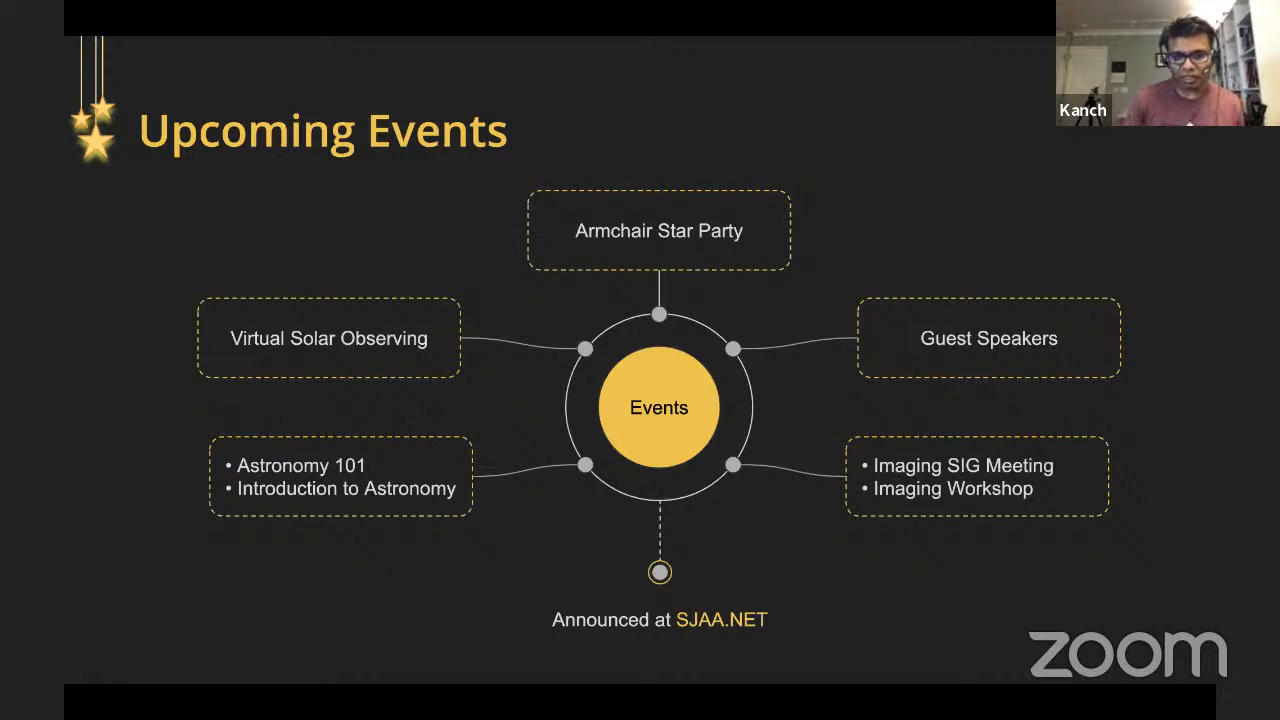 Kanch
Upcoming Events
Armchair Star Party
Virtual Solar Observing
Guest Speakers
Events
• Astronomy 101
• Introduction to Astronomy
• Imaging SIG Meeting
• Imaging Workshop
Announced at SJAA.NET
zoom